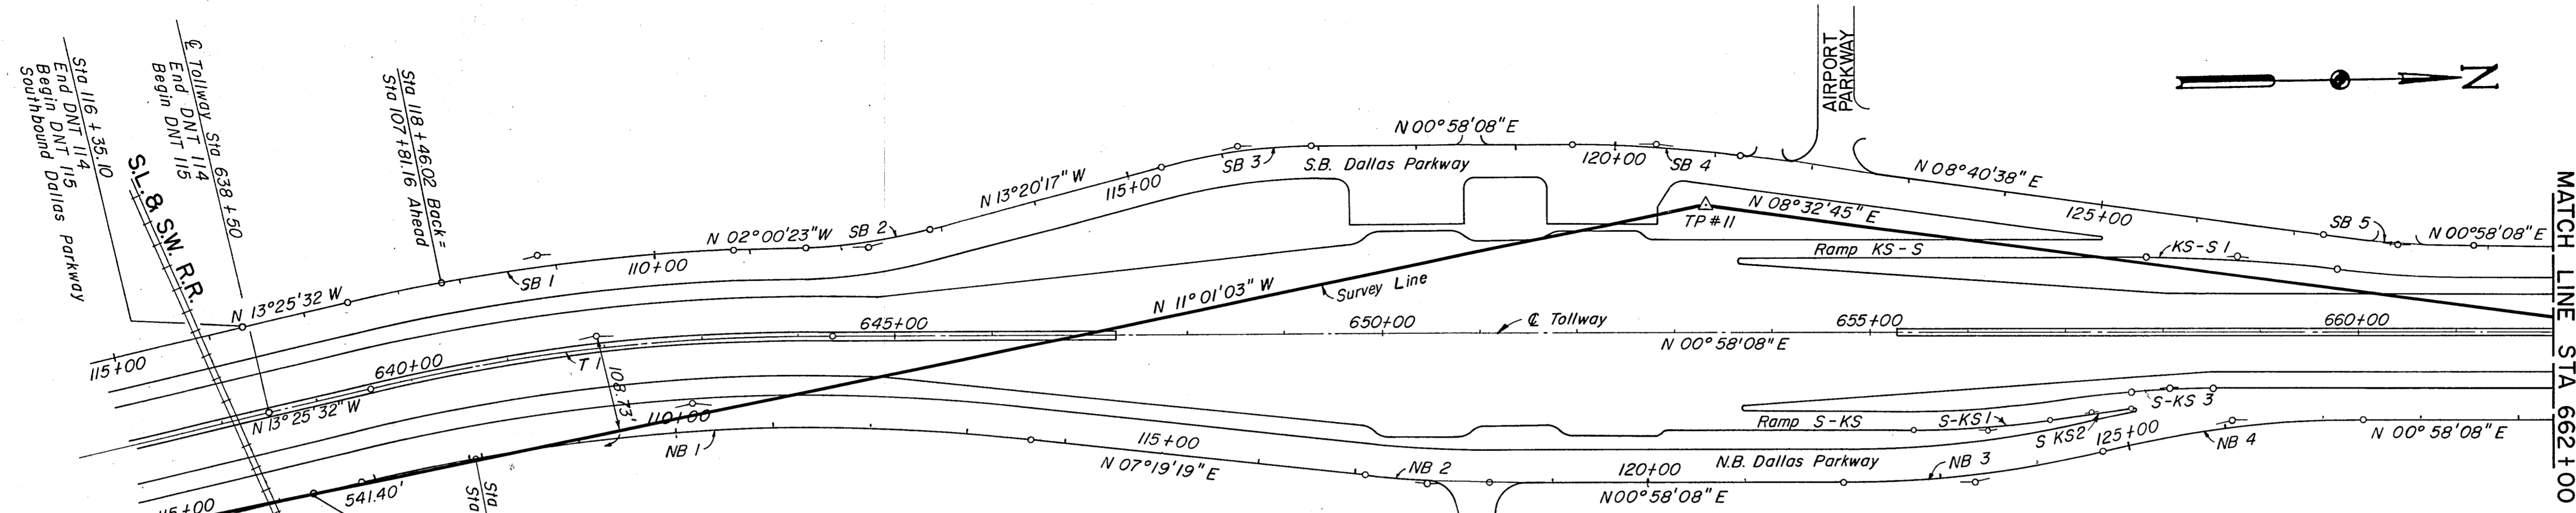 Sta 116 + 35.10
End DNT 114
Begin DNT 115
Southbound Dallas Parkway
℄ Tollway Sta 638 + 50
End DNT 114
Begin DNT 115
S.L. & S.W. R.R.
Sta 118 + 46.02 Back =
Sta 107 + 81.16 Ahead
N 13°25'32 W
115+00
SB 1
110+00
N 02°00'23"W
SB 2
N 13°20'17" W
115+00
SB 3
N 00°58'08"E
S.B. Dallas Parkway
120+00
SB 4
AIRPORT
PARKWAY
N 08°40'38"E
125+00
SB 5
N 00°58'08"E
N
TP #11
N 08°32'45"E
Ramp KS-S
KS-S 1
N 11°01'03" W
Survey Line
640+00
T 1
N 13°25'32"W
108.73'
645+00
650+00
℄ Tollway
N 00°58'08"E
655+00
660+00
MATCH LINE STA 662+00
110+00
NB 1
541.40'
15+00
Sta
Sta
115+00
N 07°19'19"E
NB 2
120+00
N00°58'08"E
Ramp S-KS
S-KS1
S KS2
S-KS 3
N.B. Dallas Parkway
NB 3
125+00
NB 4
N 00°58'08"E